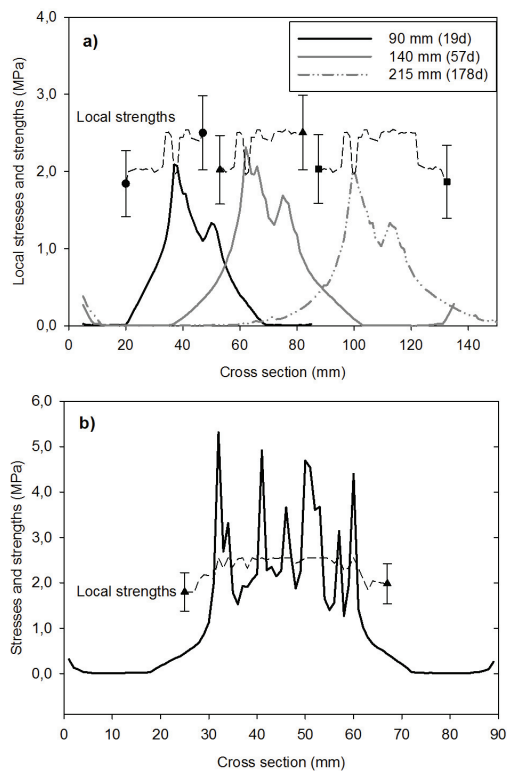 a)
90 mm (19d)
140 mm (57d)
215 mm (178d)
Local strengths
Local stresses and strengths (MPa)
4,0
3,0
2,0
1,0
0,0
0 20 40 60 80 100 120 140
Cross section (mm)
b)
Local strengths
Stresses and strengths (MPa)
6,0
5,0
4,0
3,0
2,0
1,0
0,0
0 10 20 30 40 50 60 70 80 90
Cross section (mm)